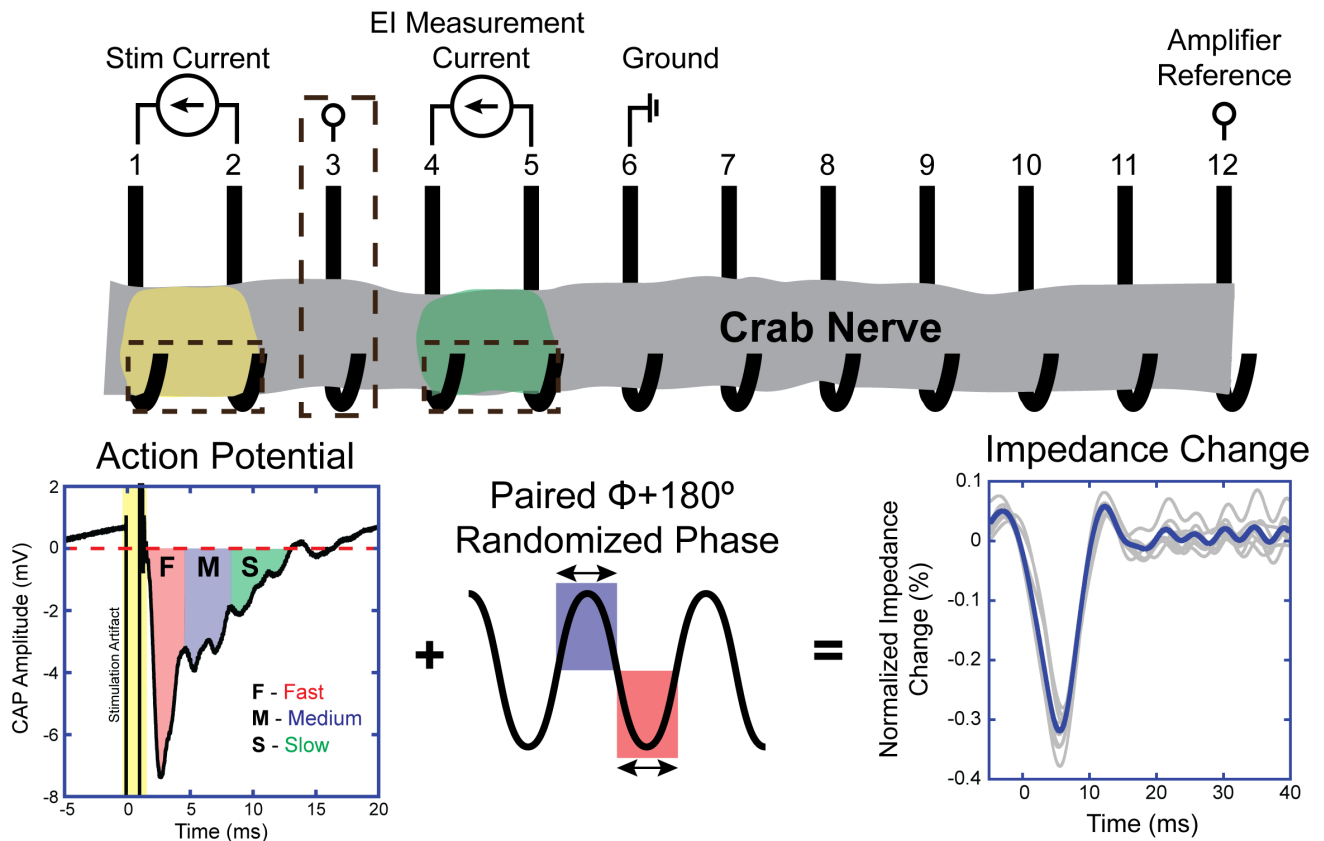 EI Measurement
Stim Current
Current
Ground
Amplifier
Reference
1 2 3 4 5 6 7 8 9 10 11 12
Crab Nerve
Action Potential
CAP Amplitude (mV)
2
0
-2
-4
-6
-8
Stimulation Artifact
F M S
F - Fast
M - Medium
S - Slow
-5 0 5 10 15 20
Time (ms)
+
Paired Φ+180º
Randomized Phase
=
Impedance Change
Normalized Impedance
Change (%)
0.1
0
-0.1
-0.2
-0.3
-0.4
0 10 20 30 40
Time (ms)